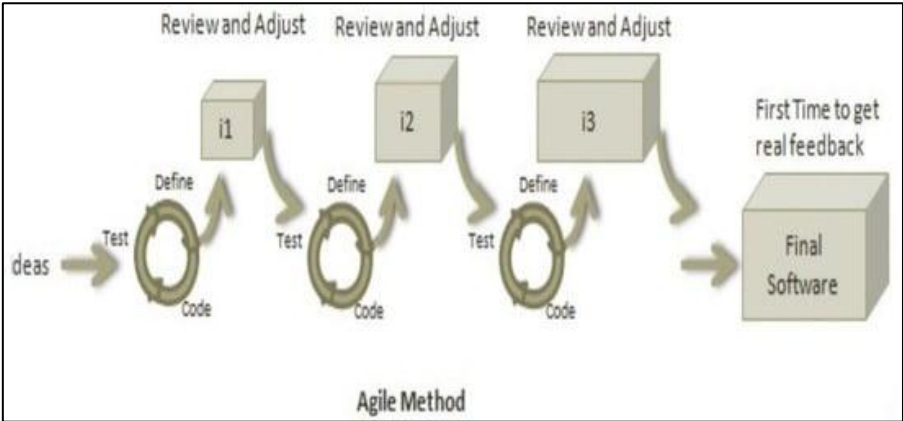 Review and Adjust
Review and Adjust
Review and Adjust
i1
i2
i3
First Time to get
real feedback
Define
Define
Define
Test
Test
Test
deas
Code
Code
Code
Final
Software
Agile Method